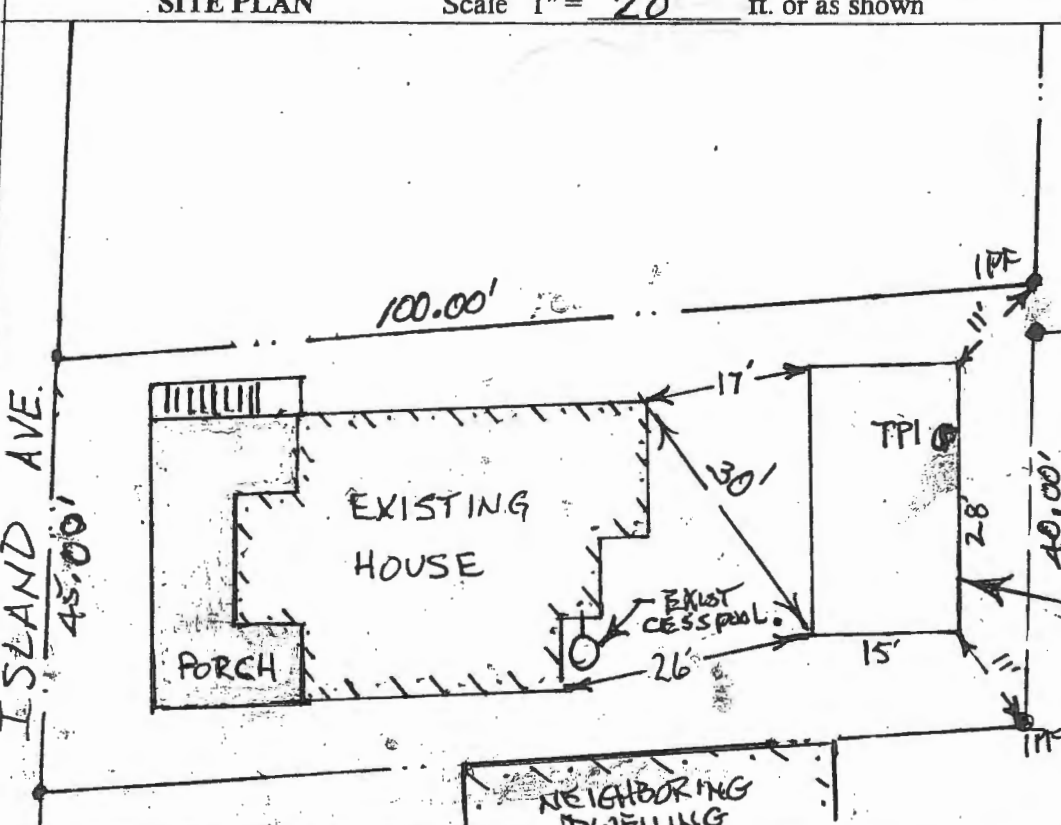 SITE PLAN Scale 1" = 20 ft. or as shown
IPF
100.00'
11'
17'
ISLAND AVE.
45.00'
TP1
30'
EXISTING
HOUSE
28'
40.00'
EXIST
CESSPOOL.
PORCH
26'
15'
11'
NEIGHBORING
DWELLING